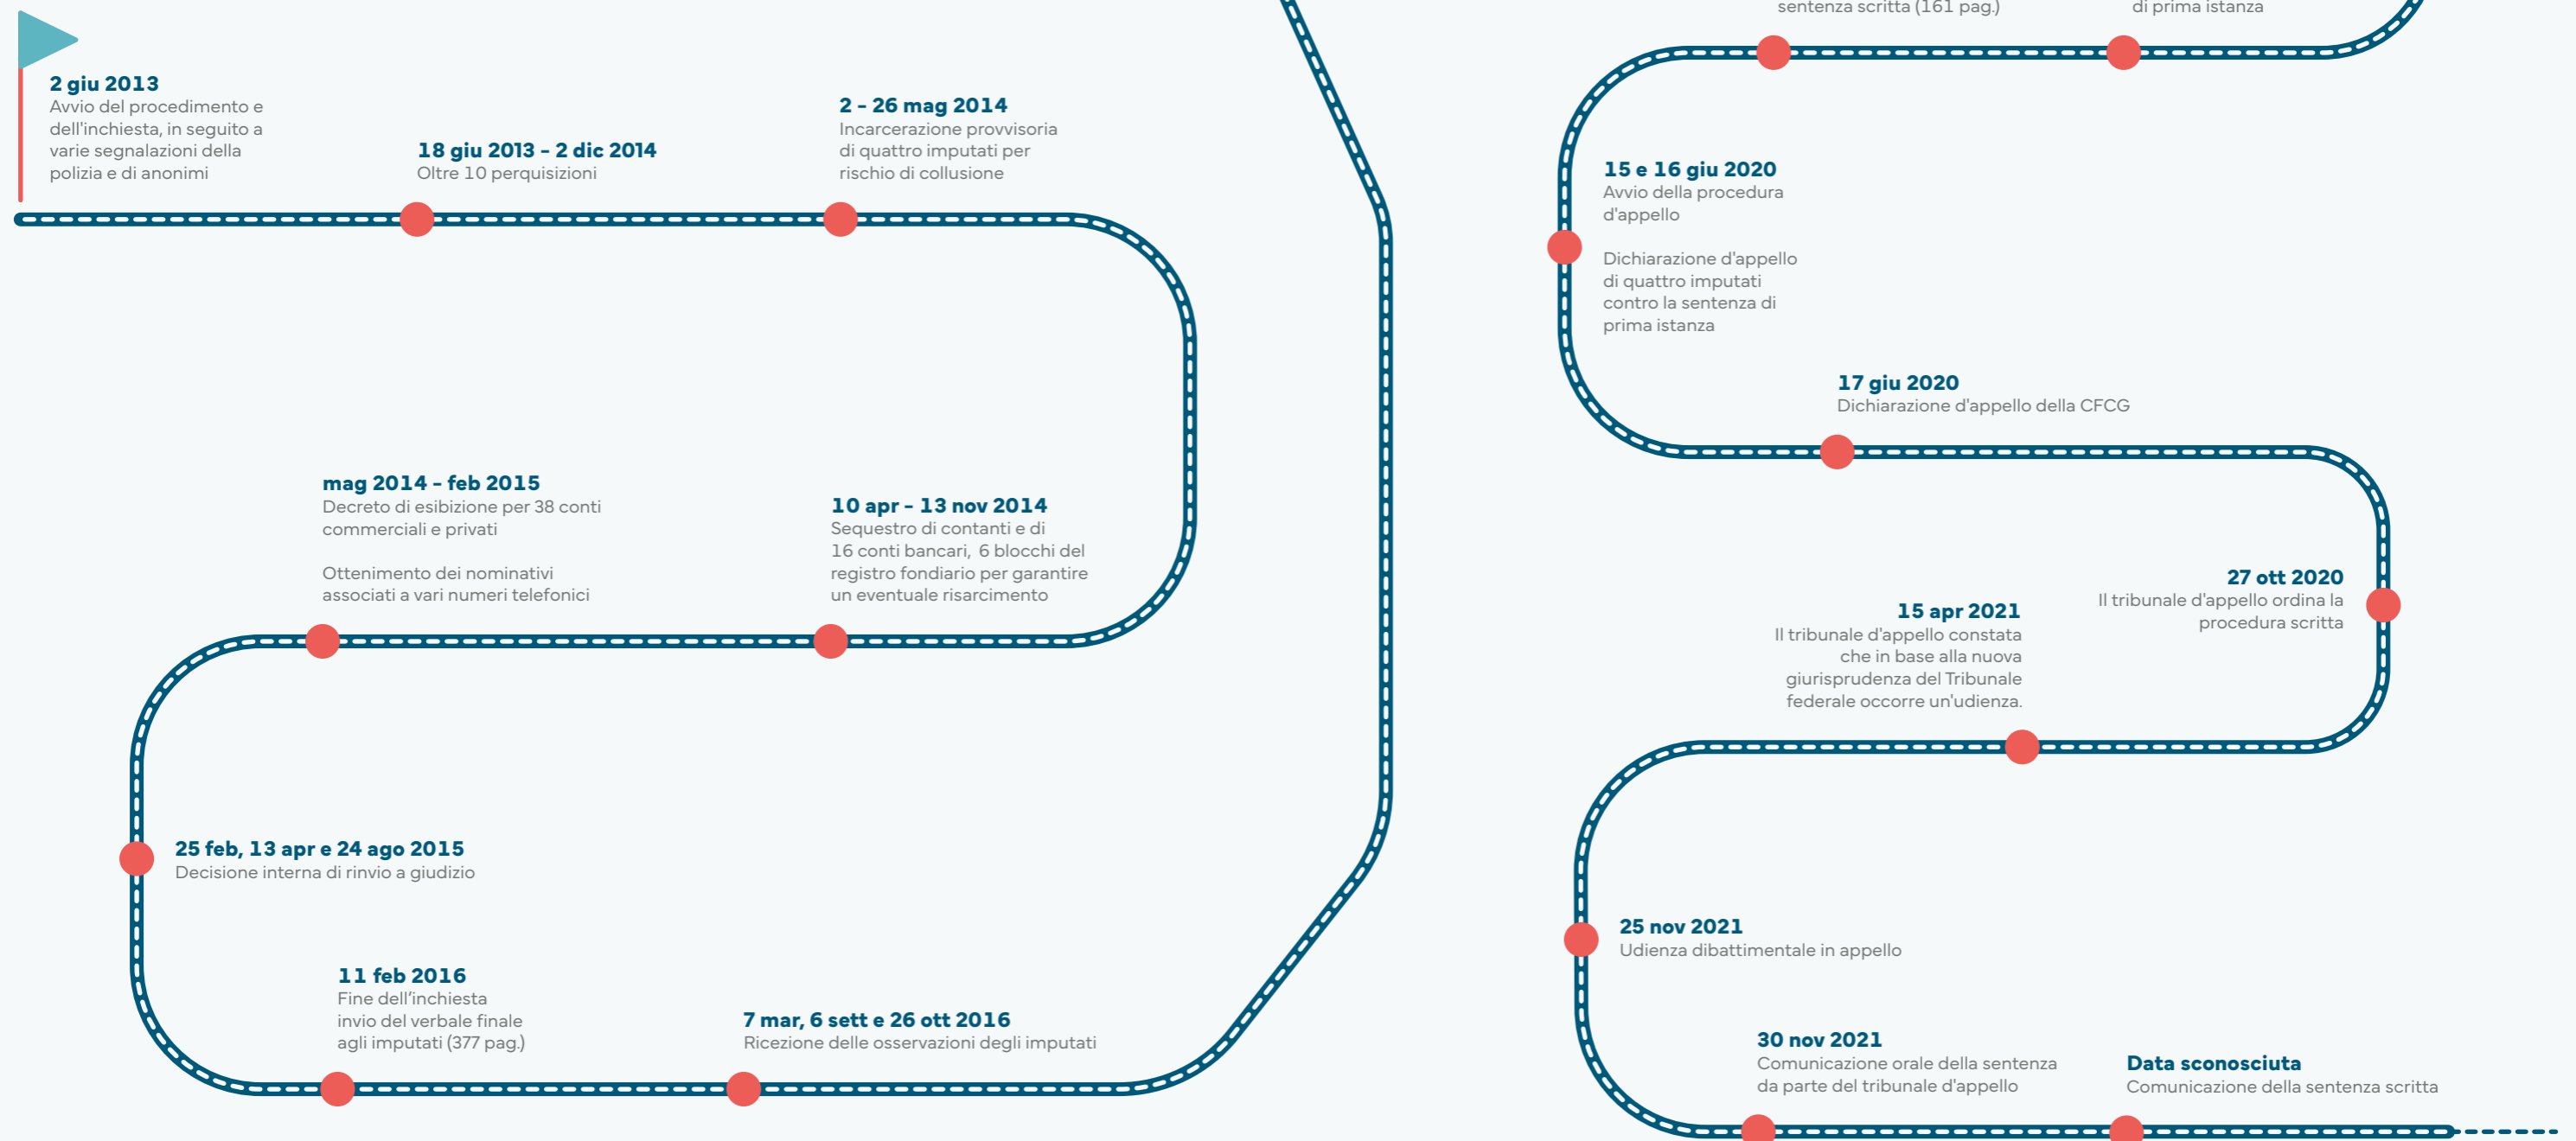 2 giu 2013
Avvio del procedimento e
dell'inchiesta, in seguito a
varie segnalazioni della
polizia e di anonimi
18 giu 2013 - 2 dic 2014
Oltre 10 perquisizioni
2 - 26 mag 2014
Incarcerazione provvisoria
di quattro imputati per
rischio di collusione
10 apr - 13 nov 2014
Sequestro di contanti e di
16 conti bancari, 6 blocchi del
registro fondiario per garantire
un eventuale risarcimento
mag 2014 - feb 2015
Decreto di esibizione per 38 conti
commerciali e privati
Ottenimento dei nominativi
associati a vari numeri telefonici
25 feb, 13 apr e 24 ago 2015
Decisione interna di rinvio a giudizio
11 feb 2016
Fine dell’inchiesta
invio del verbale finale
agli imputati (377 pag.)
7 mar, 6 sett e 26 ott 2016
Ricezione delle osservazioni degli imputati
di prima istanza
sentenza scritta (161 pag.)
15 e 16 giu 2020
Avvio della procedura
d'appello
Dichiarazione d'appello
di quattro imputati
contro la sentenza di
prima istanza
17 giu 2020
Dichiarazione d'appello della CFCG
27 ott 2020
Il tribunale d'appello ordina la
procedura scritta
15 apr 2021
Il tribunale d'appello constata
che in base alla nuova
giurisprudenza del Tribunale
federale occorre un'udienza.
25 nov 2021
Udienza dibattimentale in appello
30 nov 2021
Comunicazione orale della sentenza
da parte del tribunale d'appello
Data sconosciuta
Comunicazione della sentenza scritta